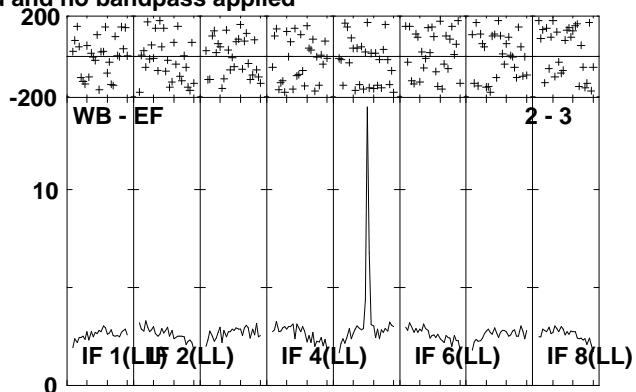 and no bandpass applied
200
-200
WB - EF 2 - 3
10
IF 1(LL) IF 2(LL) IF 4(LL) IF 6(LL) IF 8(LL)
0